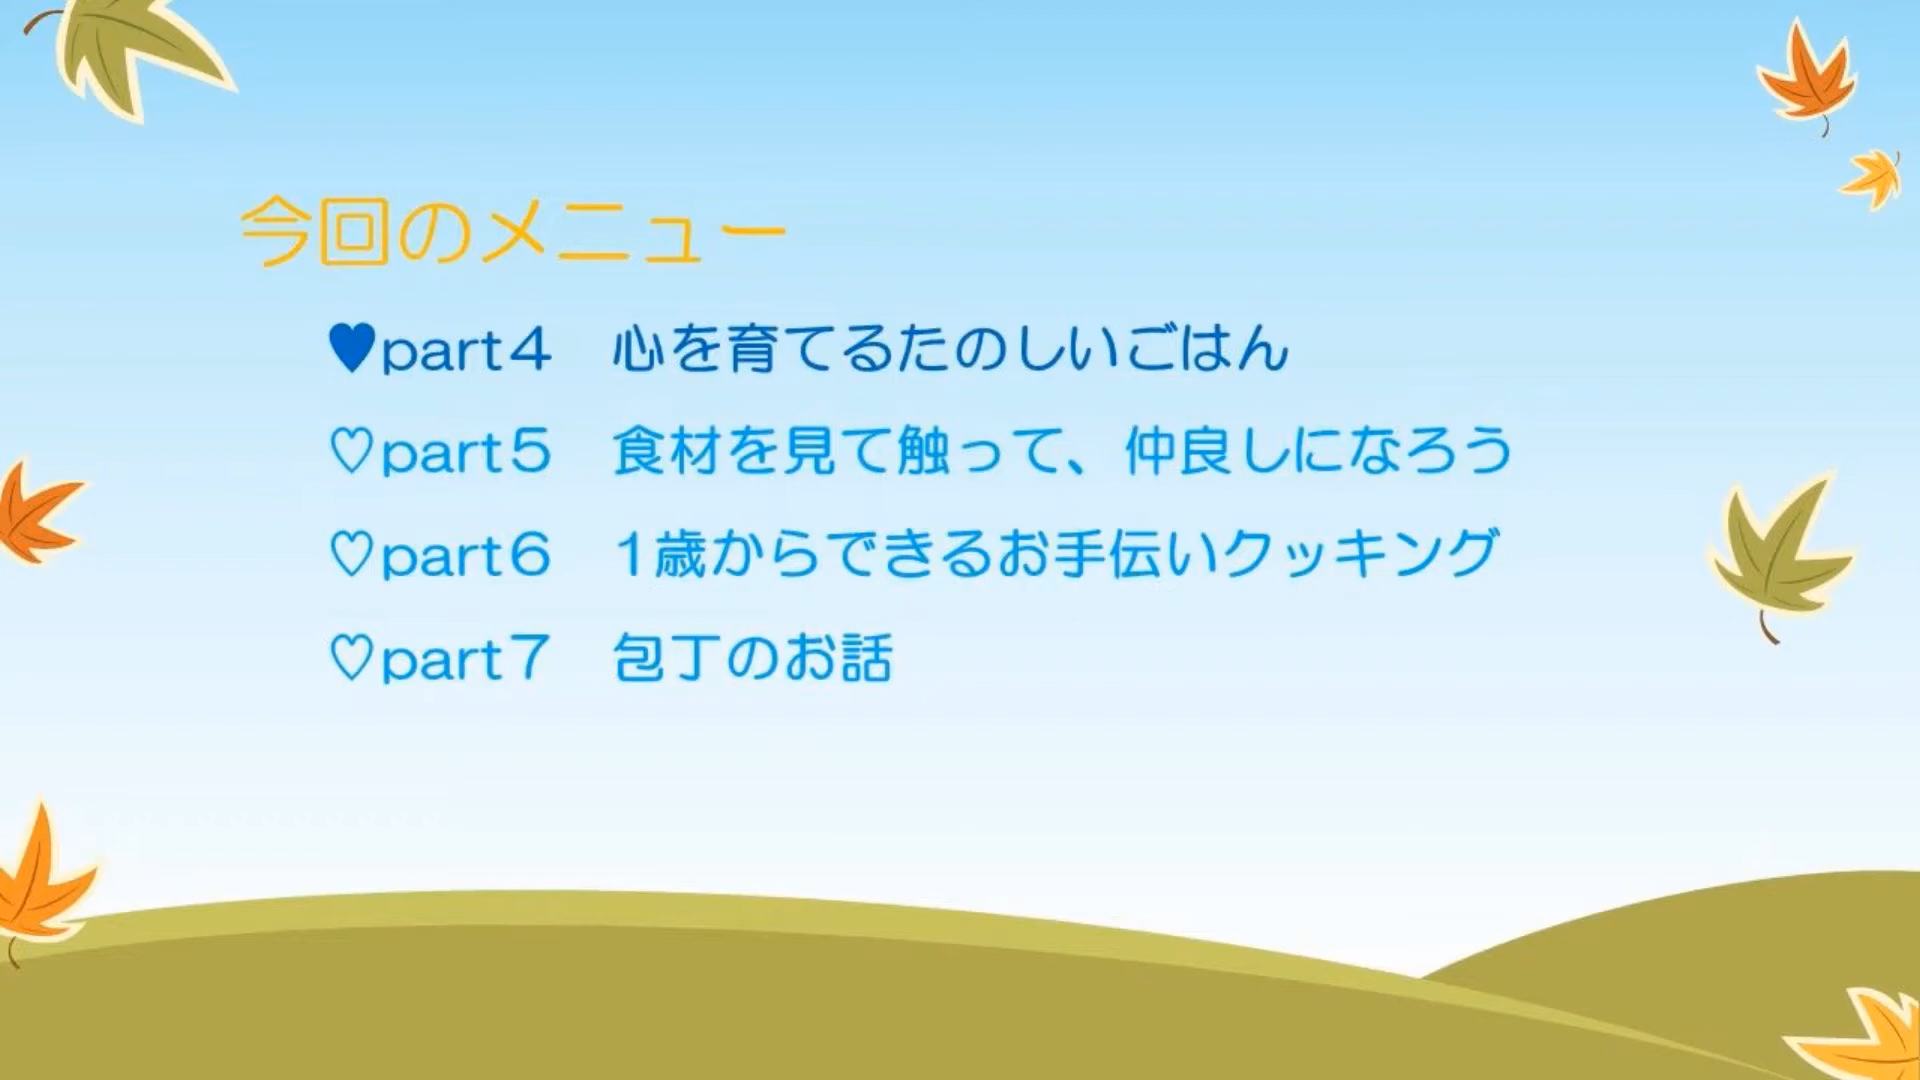 今回のメニュー
♥part4　心を育てるたのしいごはん
♡part5　食材を見て触って、仲良しになろう
♡part6　1歳からできるお手伝いクッキング
♡part7　包丁のお話